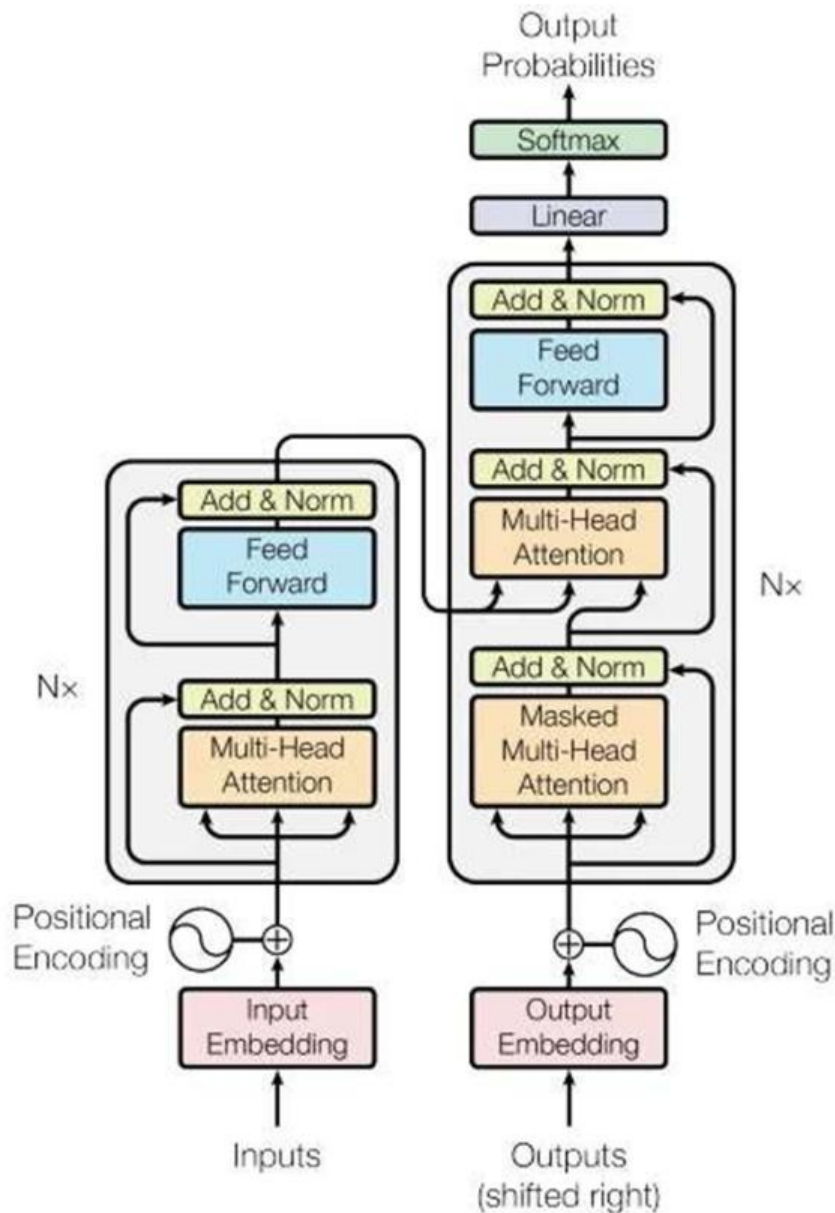 Output
Probabilities
Softmax
Linear
Add & Norm
Feed
Forward
Add & Norm
Multi-Head
Attention
Add & Norm
Masked
Multi-Head
Attention
N×
Add & Norm
Feed
Forward
Add & Norm
Multi-Head
Attention
N×
Positional
Encoding
Positional
Encoding
Input
Embedding
Output
Embedding
Inputs
Outputs
(shifted right)